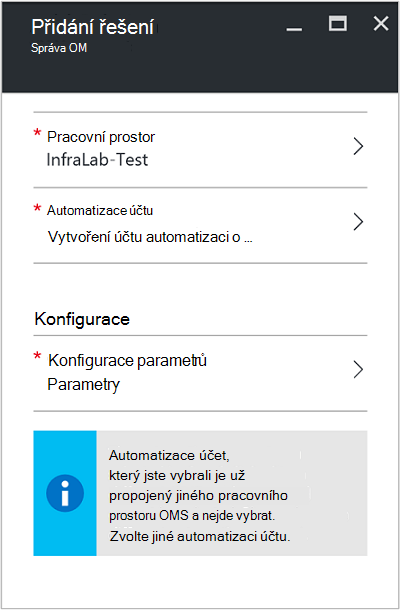 Přidání řešení
Správa OM
* Pracovní prostor
InfraLab-Test
* Automatizace účtu
Vytvoření účtu automatizaci o ...
Konfigurace
* Konfigurace parametrů
Parametry
Automatizace účet,
který jste vybrali je už
propojený jiného pracovního
prostoru OMS a nejde vybrat.
Zvolte jiné automatizaci účtu.